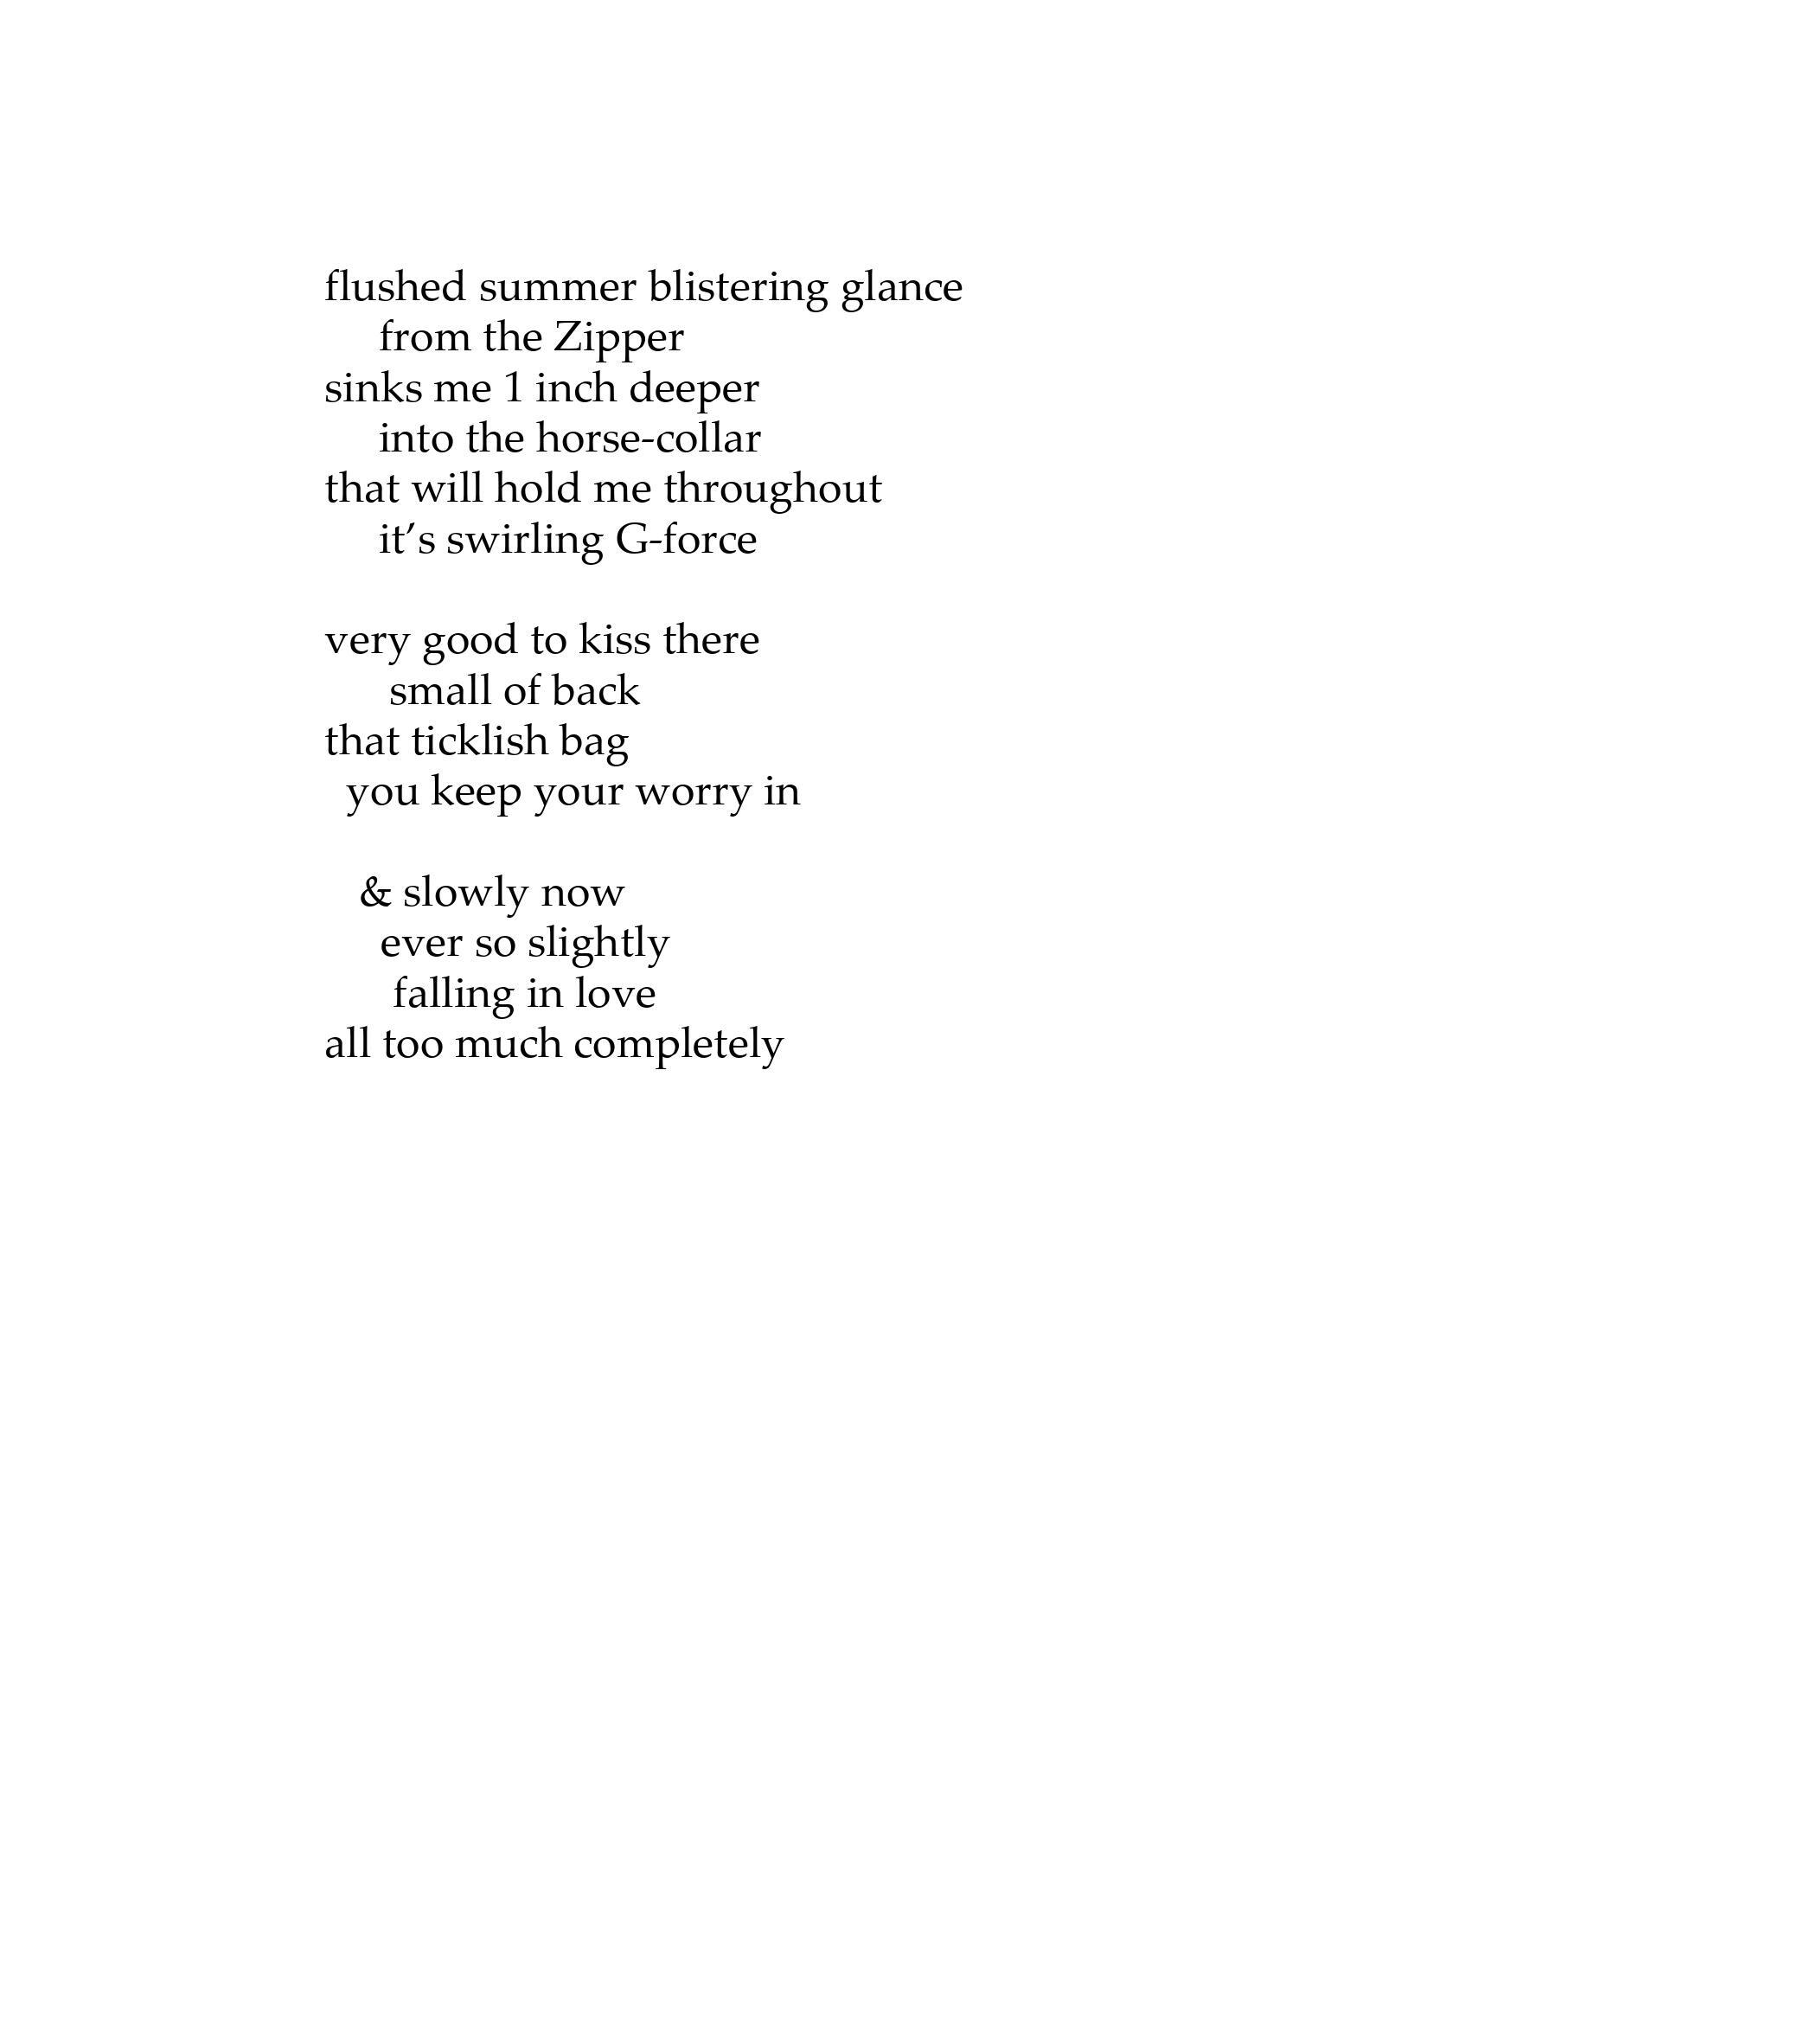 flushed summer blistering glance
from the Zipper
sinks me 1 inch deeper
into the horse-collar
that will hold me throughout
it’s swirling G-force
very good to kiss there
small of back
that ticklish bag
you keep your worry in
& slowly now
ever so slightly
falling in love
all too much completely